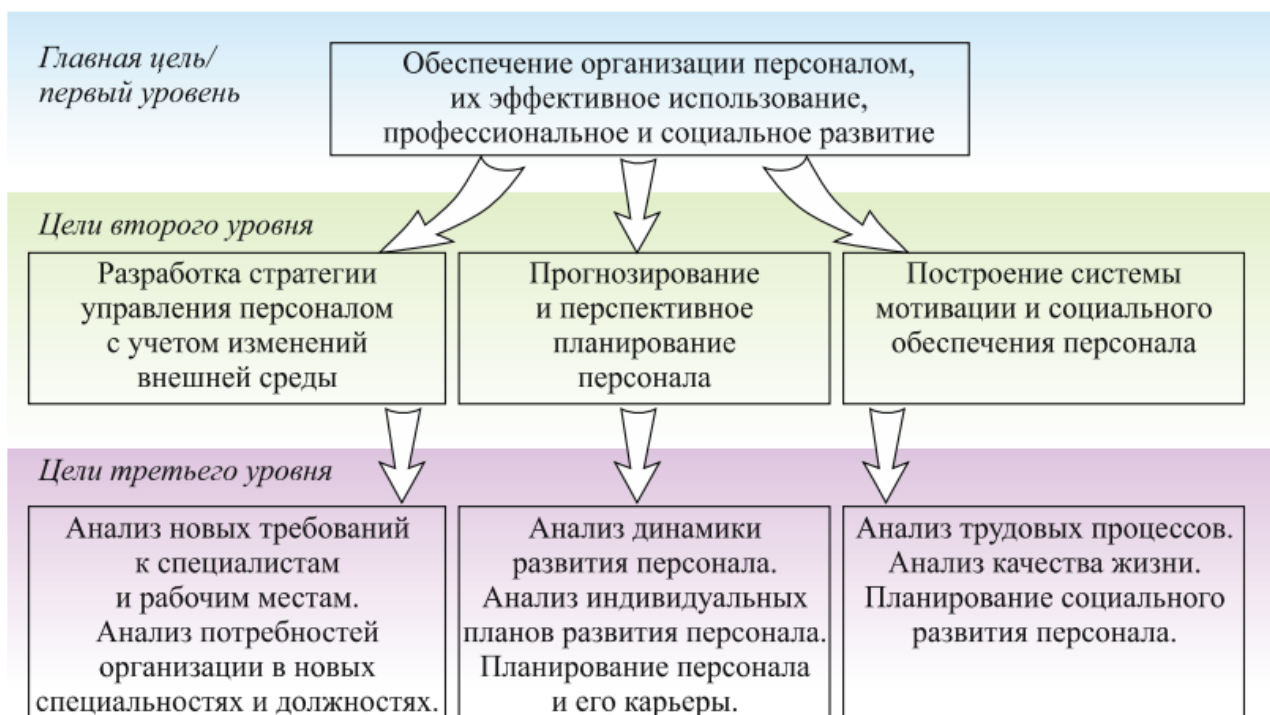 Главная цель/
первый уровень
Обеспечение организации персоналом,
их эффективное использование,
профессиональное и социальное развитие
Цели второго уровня
Разработка стратегии
управления персоналом
с учетом изменений
внешней среды
Прогнозирование
и перспективное
планирование
персонала
Построение системы
мотивации и социального
обеспечения персонала
Цели третьего уровня
Анализ новых требований
к специалистам
и рабочим местам.
Анализ потребностей
организации в новых
специальностях и должностях.
Анализ динамики
развития персонала.
Анализ индивидуальных
планов развития персонала.
Планирование персонала
и его карьеры.
Анализ трудовых процессов.
Анализ качества жизни.
Планирование социального
развития персонала.